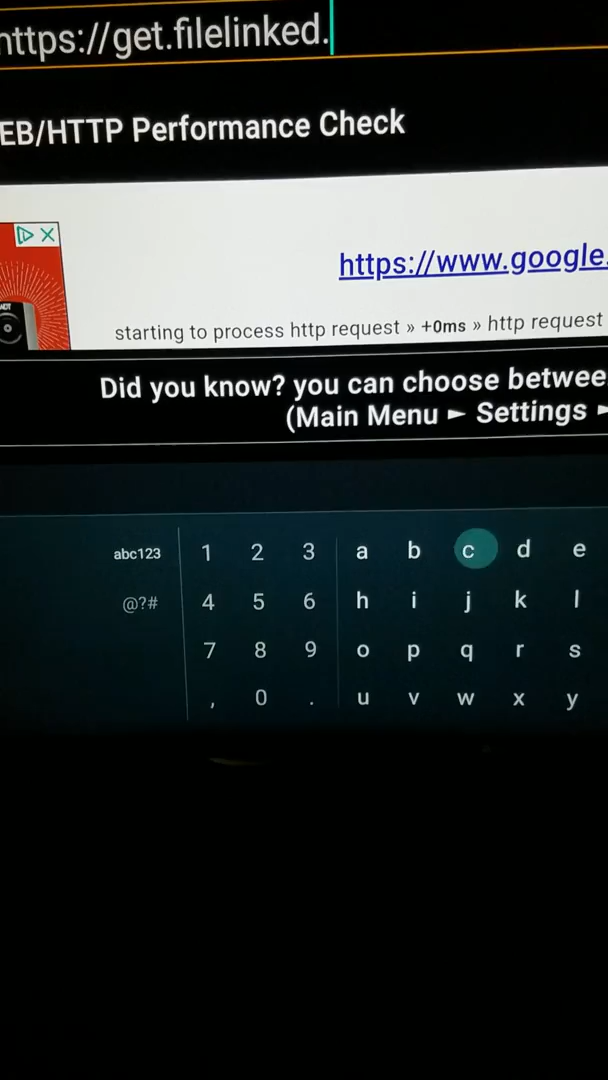 https://get.filelinked.
EB/HTTP Performance Check
https://www.google.
starting to process http request » +0ms » http request
Did you know? you can choose betwee
(Main Menu ► Settings ►
abc123 1 2 3 a b c d e
@?# 4 5 6 h i j k l
7 8 9 o p q r s
, 0 . u v w x y